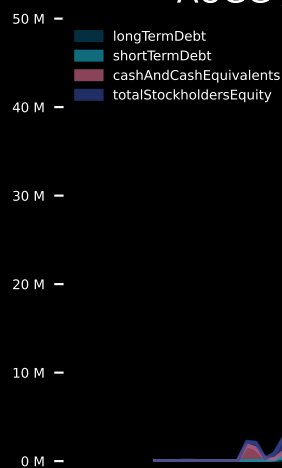 50 M
longTermDebt
shortTermDebt
cashAndCashEquivalents
totalStockholdersEquity
40 M
30 M
20 M
10 M
0 M